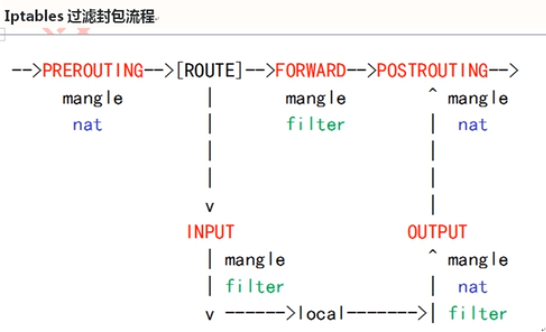 Iptables 过滤封包流程
-->PREROUTING-->[ROUTE]-->FORWARD-->POSTROUTING-->
mangle | mangle ^ mangle
nat | filter | nat
| |
| |
v |
INPUT OUTPUT
| mangle ^ mangle
| filter | nat
v ------>local------->| filter